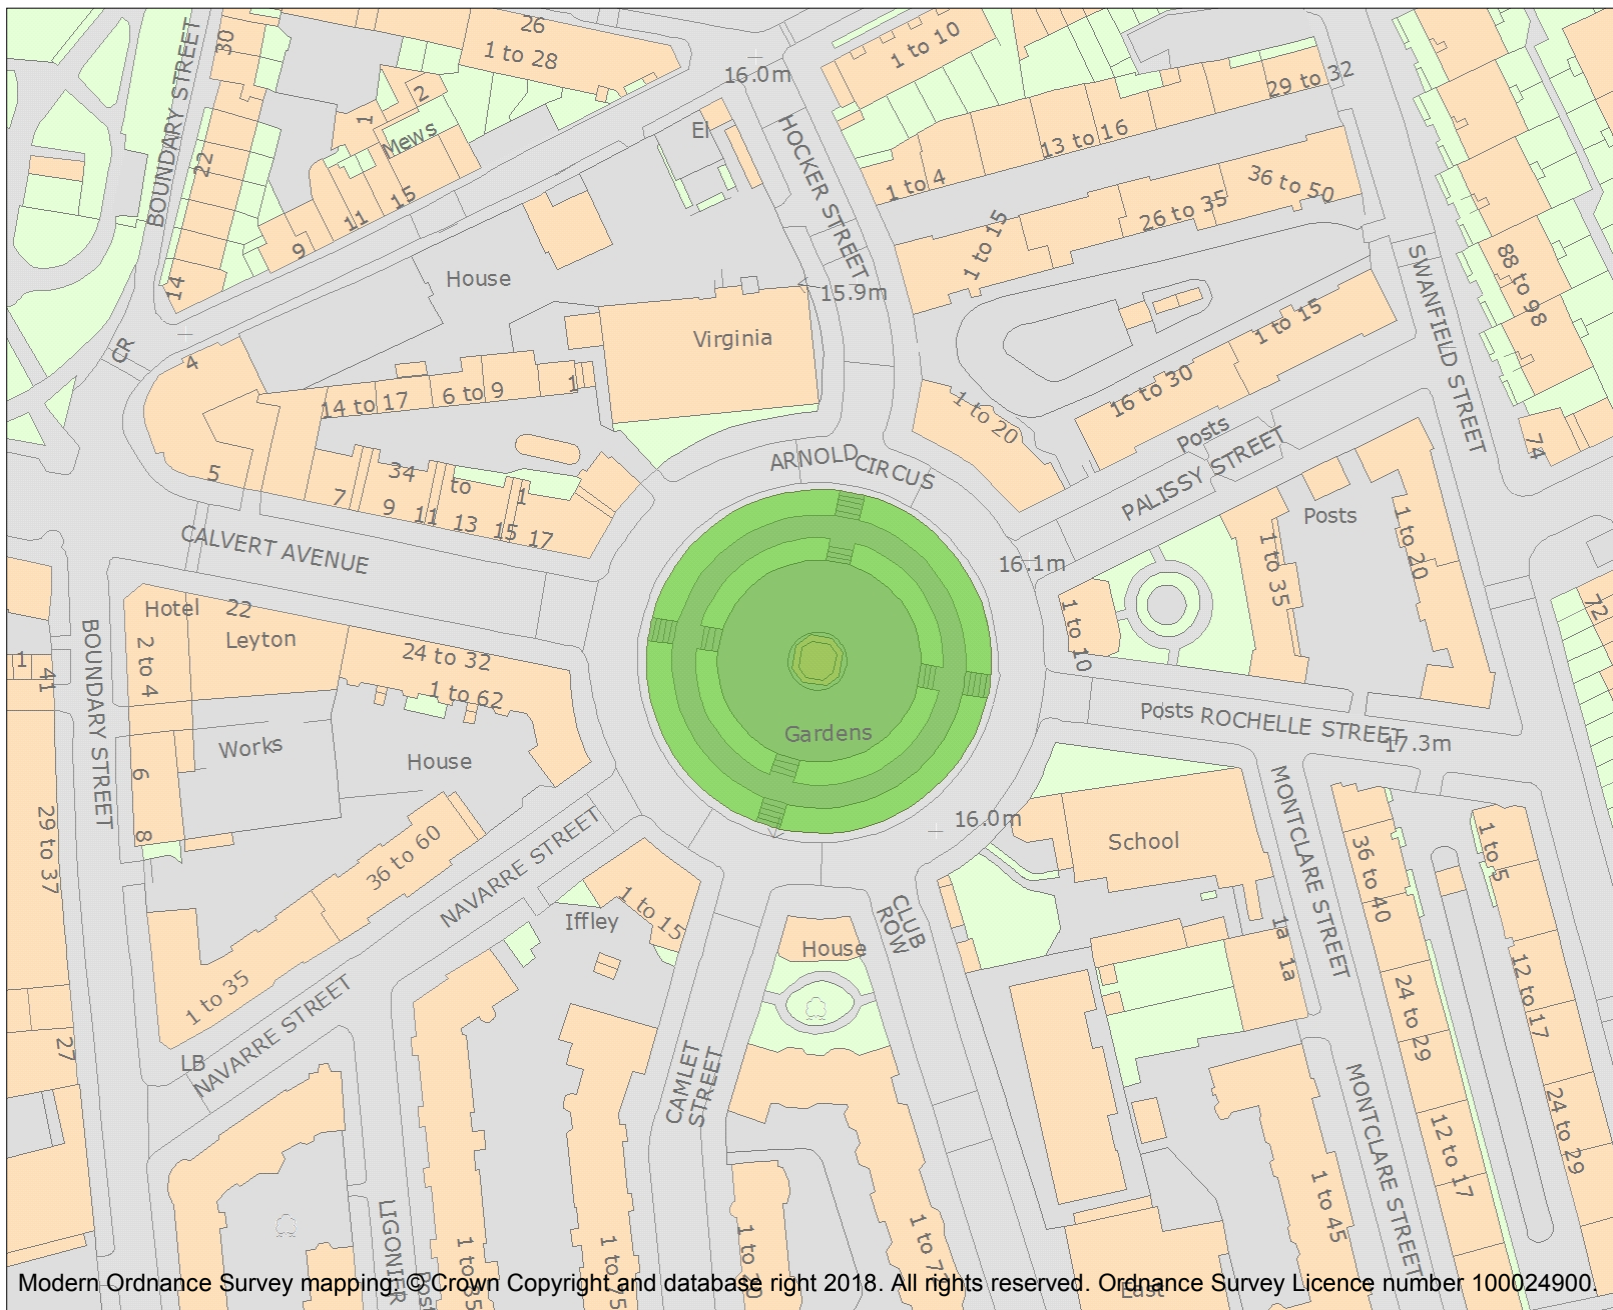 26
1 to 28
30
BOUNDARY STREET
16.0m
1 to 10
29 to 32
2
1
Mews
El
HOCKER STREET
13 to 16
22
15
11
9
1 to 4
36 to 50
26 to 35
1 to 15
14
House
15.9m
SWANFIELD STREET
88 to 98
Virginia
1 to 15
CR
4
14 to 17
6 to 9
1
16 to 30
1 to 20
Posts
PALISSY STREET
74
ARNOLD CIRCUS
5
34
to
1
7
9
11
13
15
17
Posts
1 to 20
CALVERT AVENUE
1 to 35
16.1m
Hotel
22
Leyton
2 to 4
24 to 32
1 to 62
1 to 10
72
1
41
BOUNDARY STREET
Works
House
Gardens
Posts
ROCHELLE STREET
17.3m
6
8
29 to 37
36 to 60
NAVARRE STREET
16.0m
School
MONTCLARE STREET
36 to 40
1 to 5
Iffley
1 to 15
House
CLUB
ROW
1a
1a
1 to 35
24 to 29
12 to 17
27
LB
NAVARRE STREET
CAMLET
STREET
MONTCLARE STREET
12 to 17
24 to 29
LIGONIER
1 to 45
East
Modern Ordnance Survey mapping: © Crown Copyright and database right 2018. All rights reserved. Ordnance Survey Licence number 100024900.